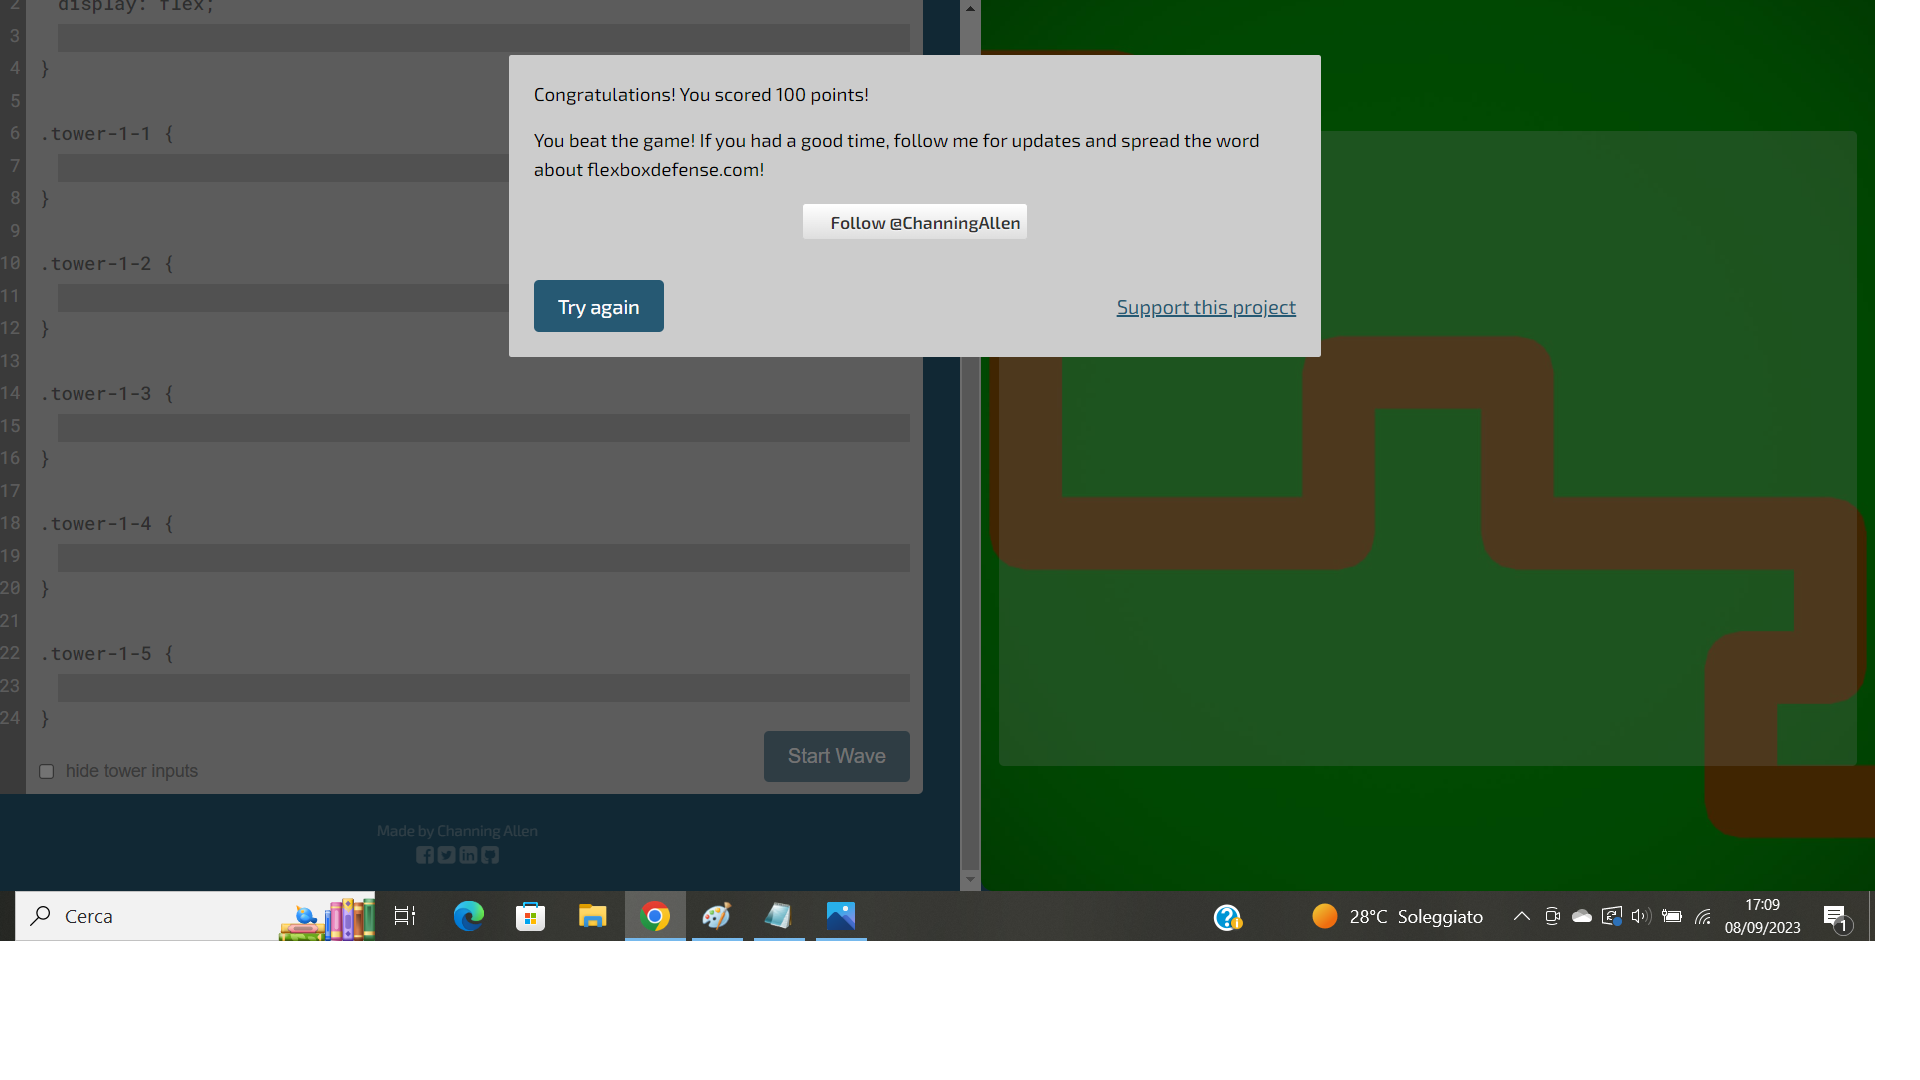 2 display: flex;
3
4 }
5
6 .tower-1-1 {
7
8 }
9
10 .tower-1-2 {
11
12 }
13
14 .tower-1-3 {
15
16 }
17
18 .tower-1-4 {
19
20 }
21
22 .tower-1-5 {
23
24 }
hide tower inputs
Start Wave
Made by Channing Allen
Congratulations! You scored 100 points!
You beat the game! If you had a good time, follow me for updates and spread the word
about flexboxdefense.com!
Follow @ChanningAllen
Try again
Support this project
Cerca
28°C Soleggiato
17:09
08/09/2023
1